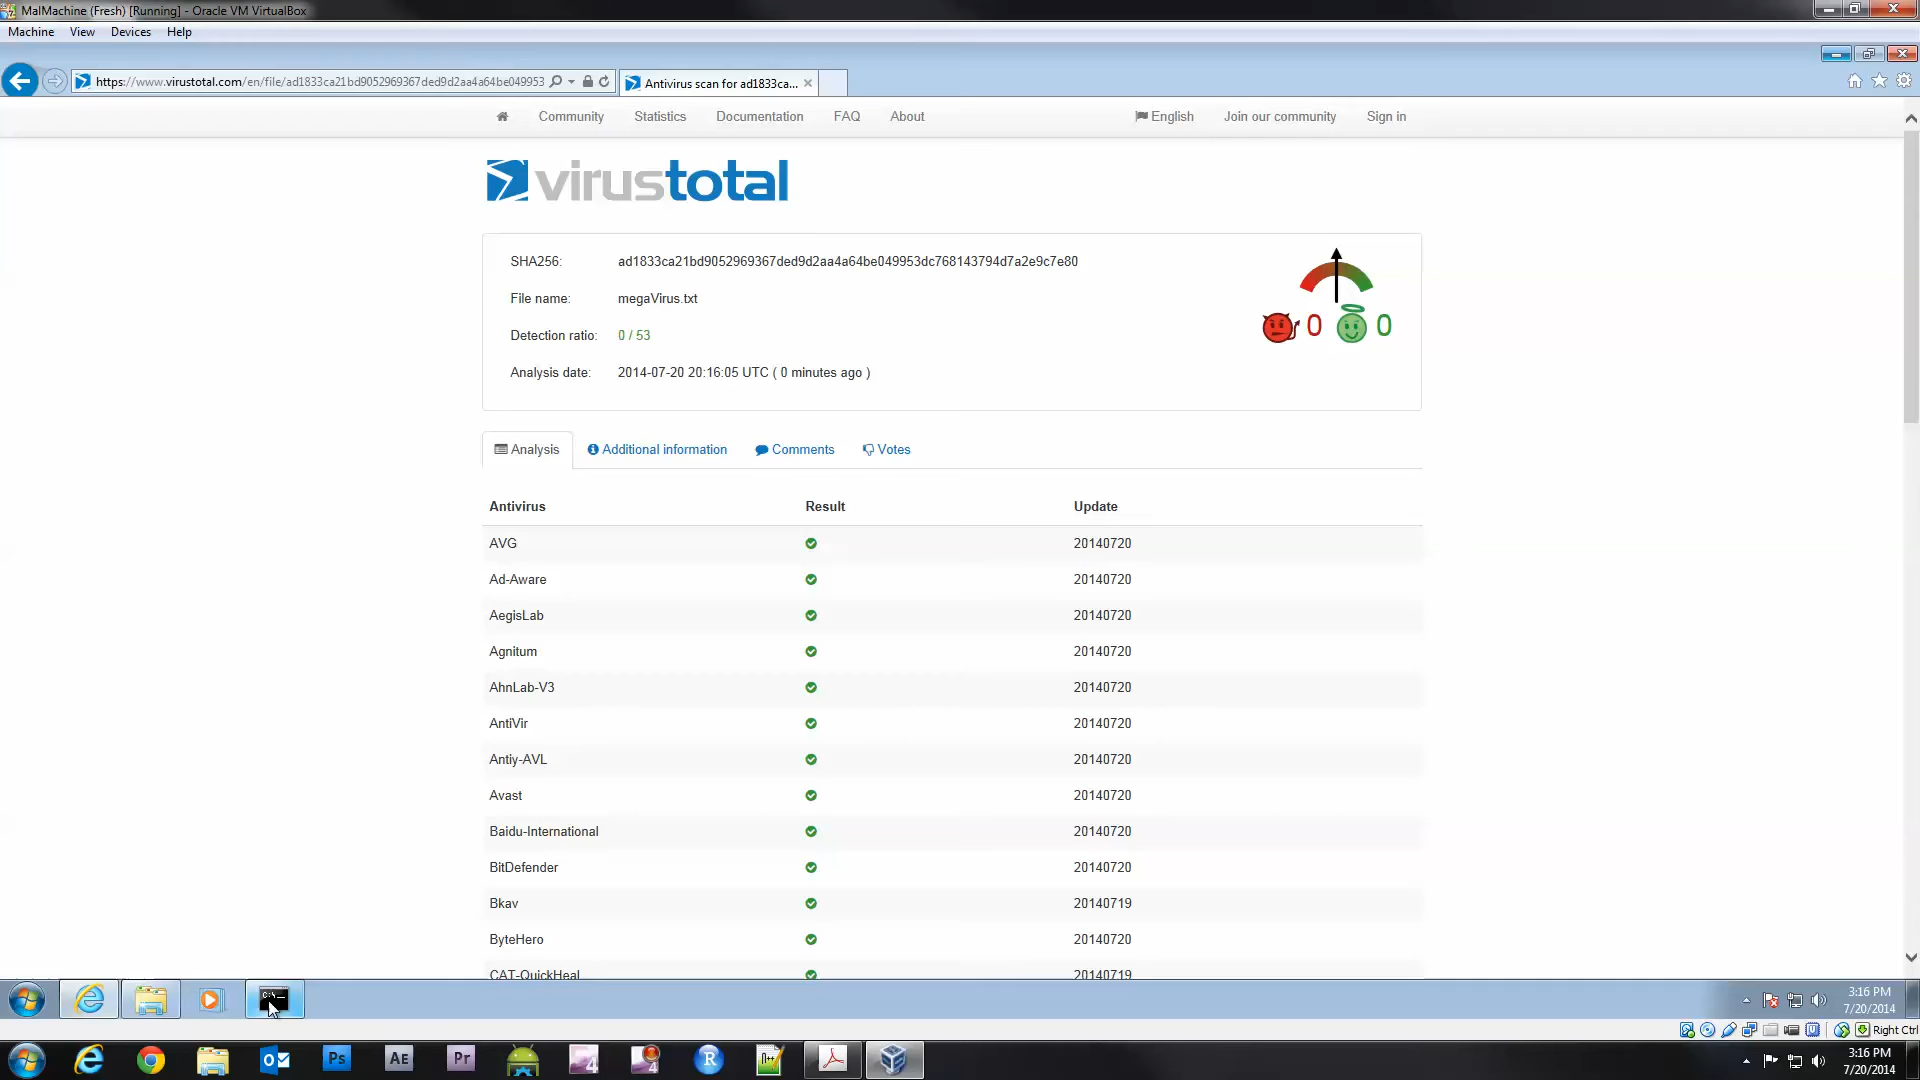 MalMachine (Fresh) [Running] - Oracle VM VirtualBox
Machine View Devices Help
https://www.virustotal.com/en/file/ad1833ca21bd9052969367ded9d2aa4a64be049953
Antivirus scan for ad1833ca...
Community Statistics Documentation FAQ About English Join our community Sign in
virustotal
SHA256: ad1833ca21bd9052969367ded9d2aa4a64be049953dc768143794d7a2e9c7e80
File name: megaVirus.txt
Detection ratio: 0 / 53
0 0
Analysis date: 2014-07-20 20:16:05 UTC ( 0 minutes ago )
Analysis Additional information Comments Votes
Antivirus Result Update
AVG 20140720
Ad-Aware 20140720
AegisLab 20140720
Agnitum 20140720
AhnLab-V3 20140720
AntiVir 20140720
Antiy-AVL 20140720
Avast 20140720
Baidu-International 20140720
BitDefender 20140720
Bkav 20140719
ByteHero 20140720
CAT-QuickHeal 20140719
C:\_
3:16 PM
7/20/2014
Right Ctrl
Ps AE Pr 4 4 R
3:16 PM
7/20/2014